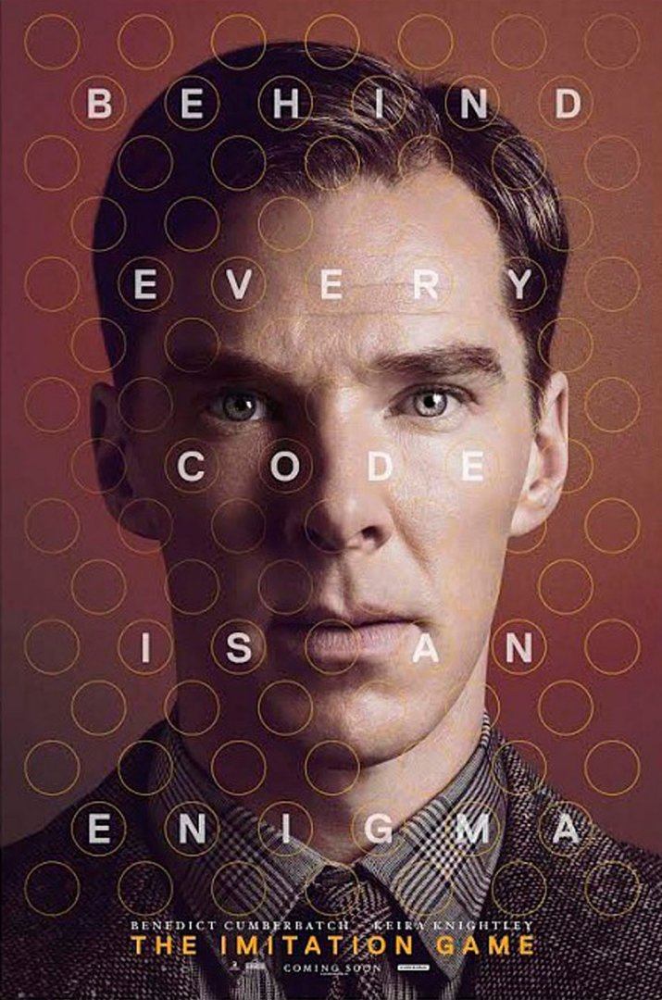 BEHIND
EVERY
CODE
IS AN
ENIGMA
BENEDICT CUMBERBATCH KEIRA KNIGHTLEY
THE IMITATION GAME
COMING SOON